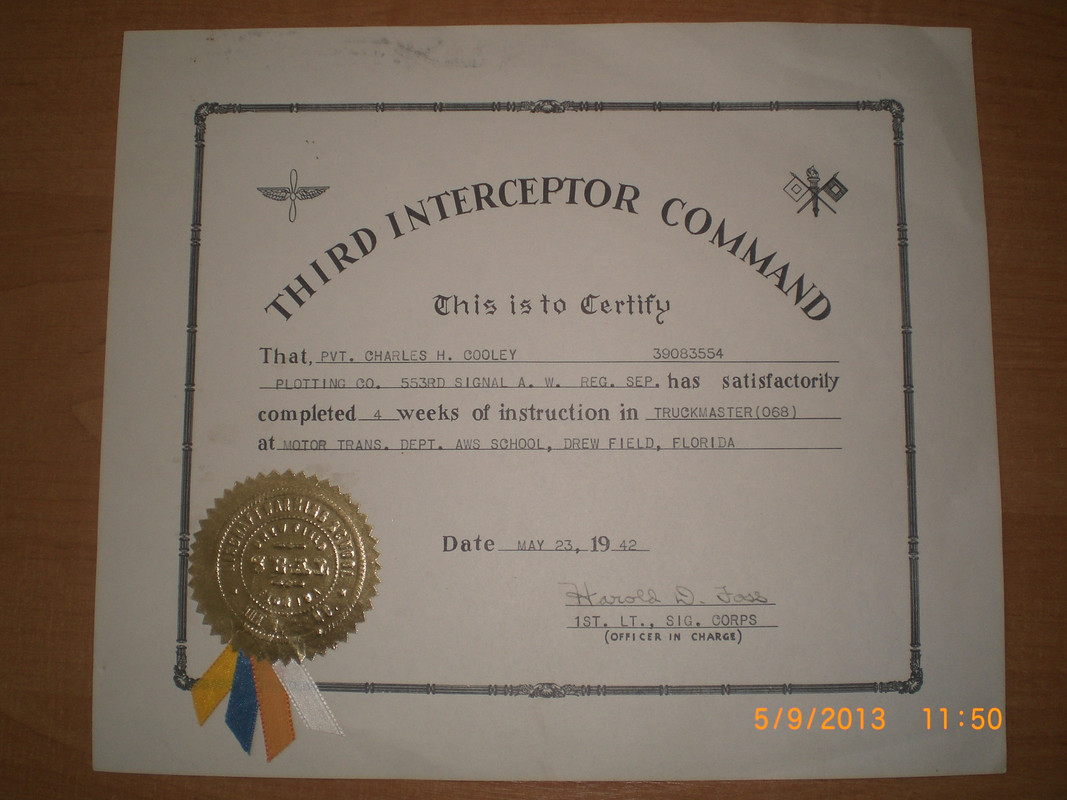 THIRD INTERCEPTOR COMMAND
This is to Certify
That, PVT. CHARLES H. COOLEY 39083554
PLOTTING CO. 553RD SIGNAL A. W. REG. SEP. has satisfactorily
completed 4 weeks of instruction in TRUCKMASTER(068)
at MOTOR TRANS. DEPT. AWS SCHOOL, DREW FIELD, FLORIDA
Date MAY 23, 19 42
Harold D. Foss
1ST. LT., SIG. CORPS
(OFFICER IN CHARGE)
SEAL
5/9/2013 11:50